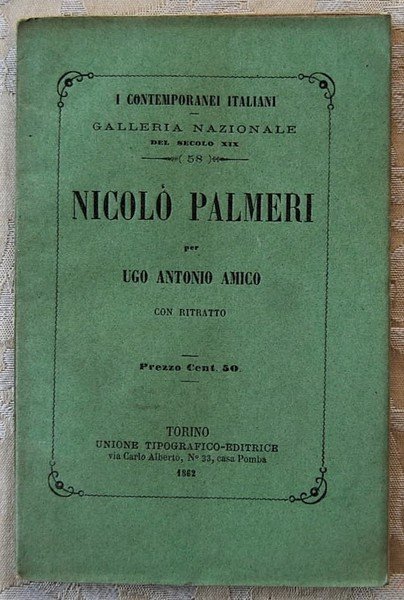 I CONTEMPORANEI ITALIANI
GALLERIA NAZIONALE
DEL SECOLO XIX
( 58 )
NICOLÒ PALMERI
per
UGO ANTONIO AMICO
CON RITRATTO
Prezzo Cent. 50.
TORINO
UNIONE TIPOGRAFICO-EDITRICE
via Carlo Alberto, Nº 33, casa Pomba
1862